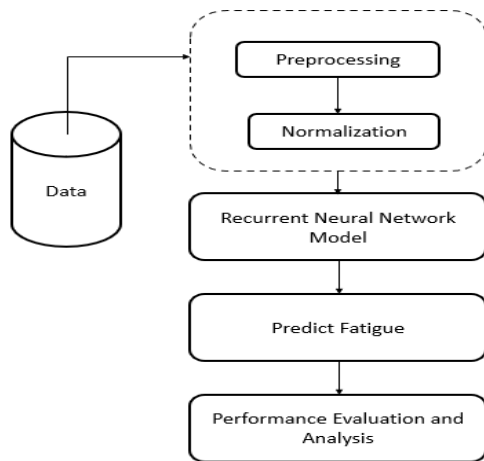 Preprocessing
Normalization
Data
Recurrent Neural Network
Model
Predict Fatigue
Performance Evaluation and
Analysis